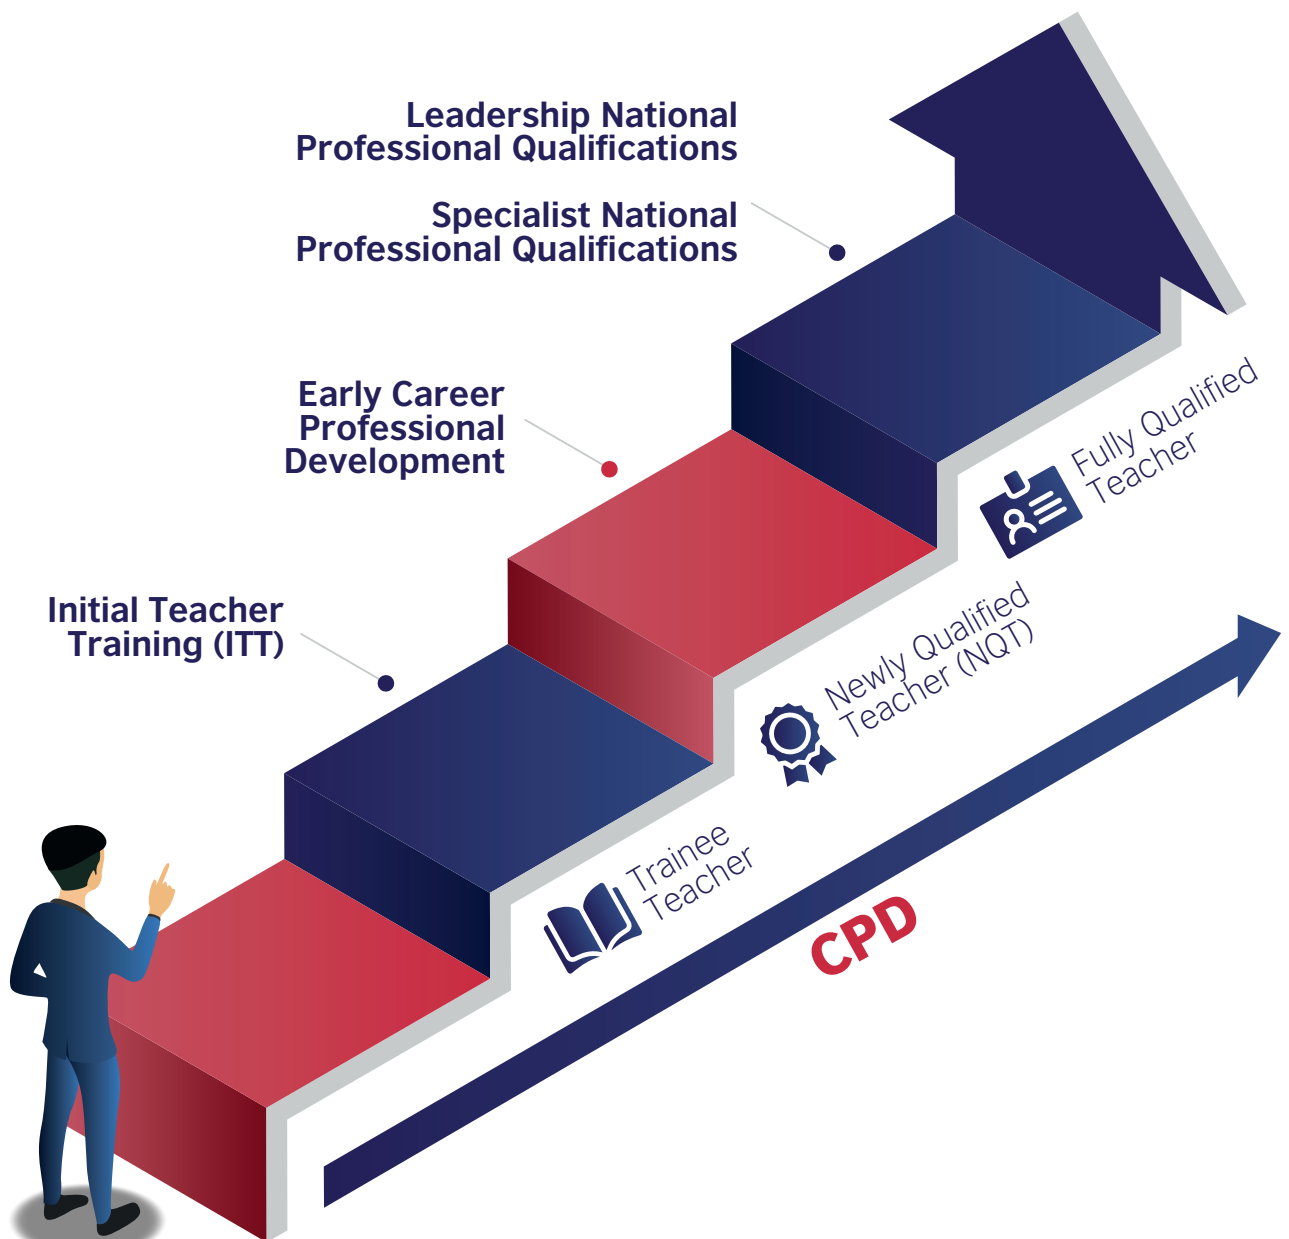 Leadership National
Professional Qualifications
Specialist National
Professional Qualifications
Early Career
Professional
Development
Initial Teacher
Training (ITT)
Fully Qualified
Teacher
Newly Qualified
Teacher (NQT)
Trainee
Teacher
CPD